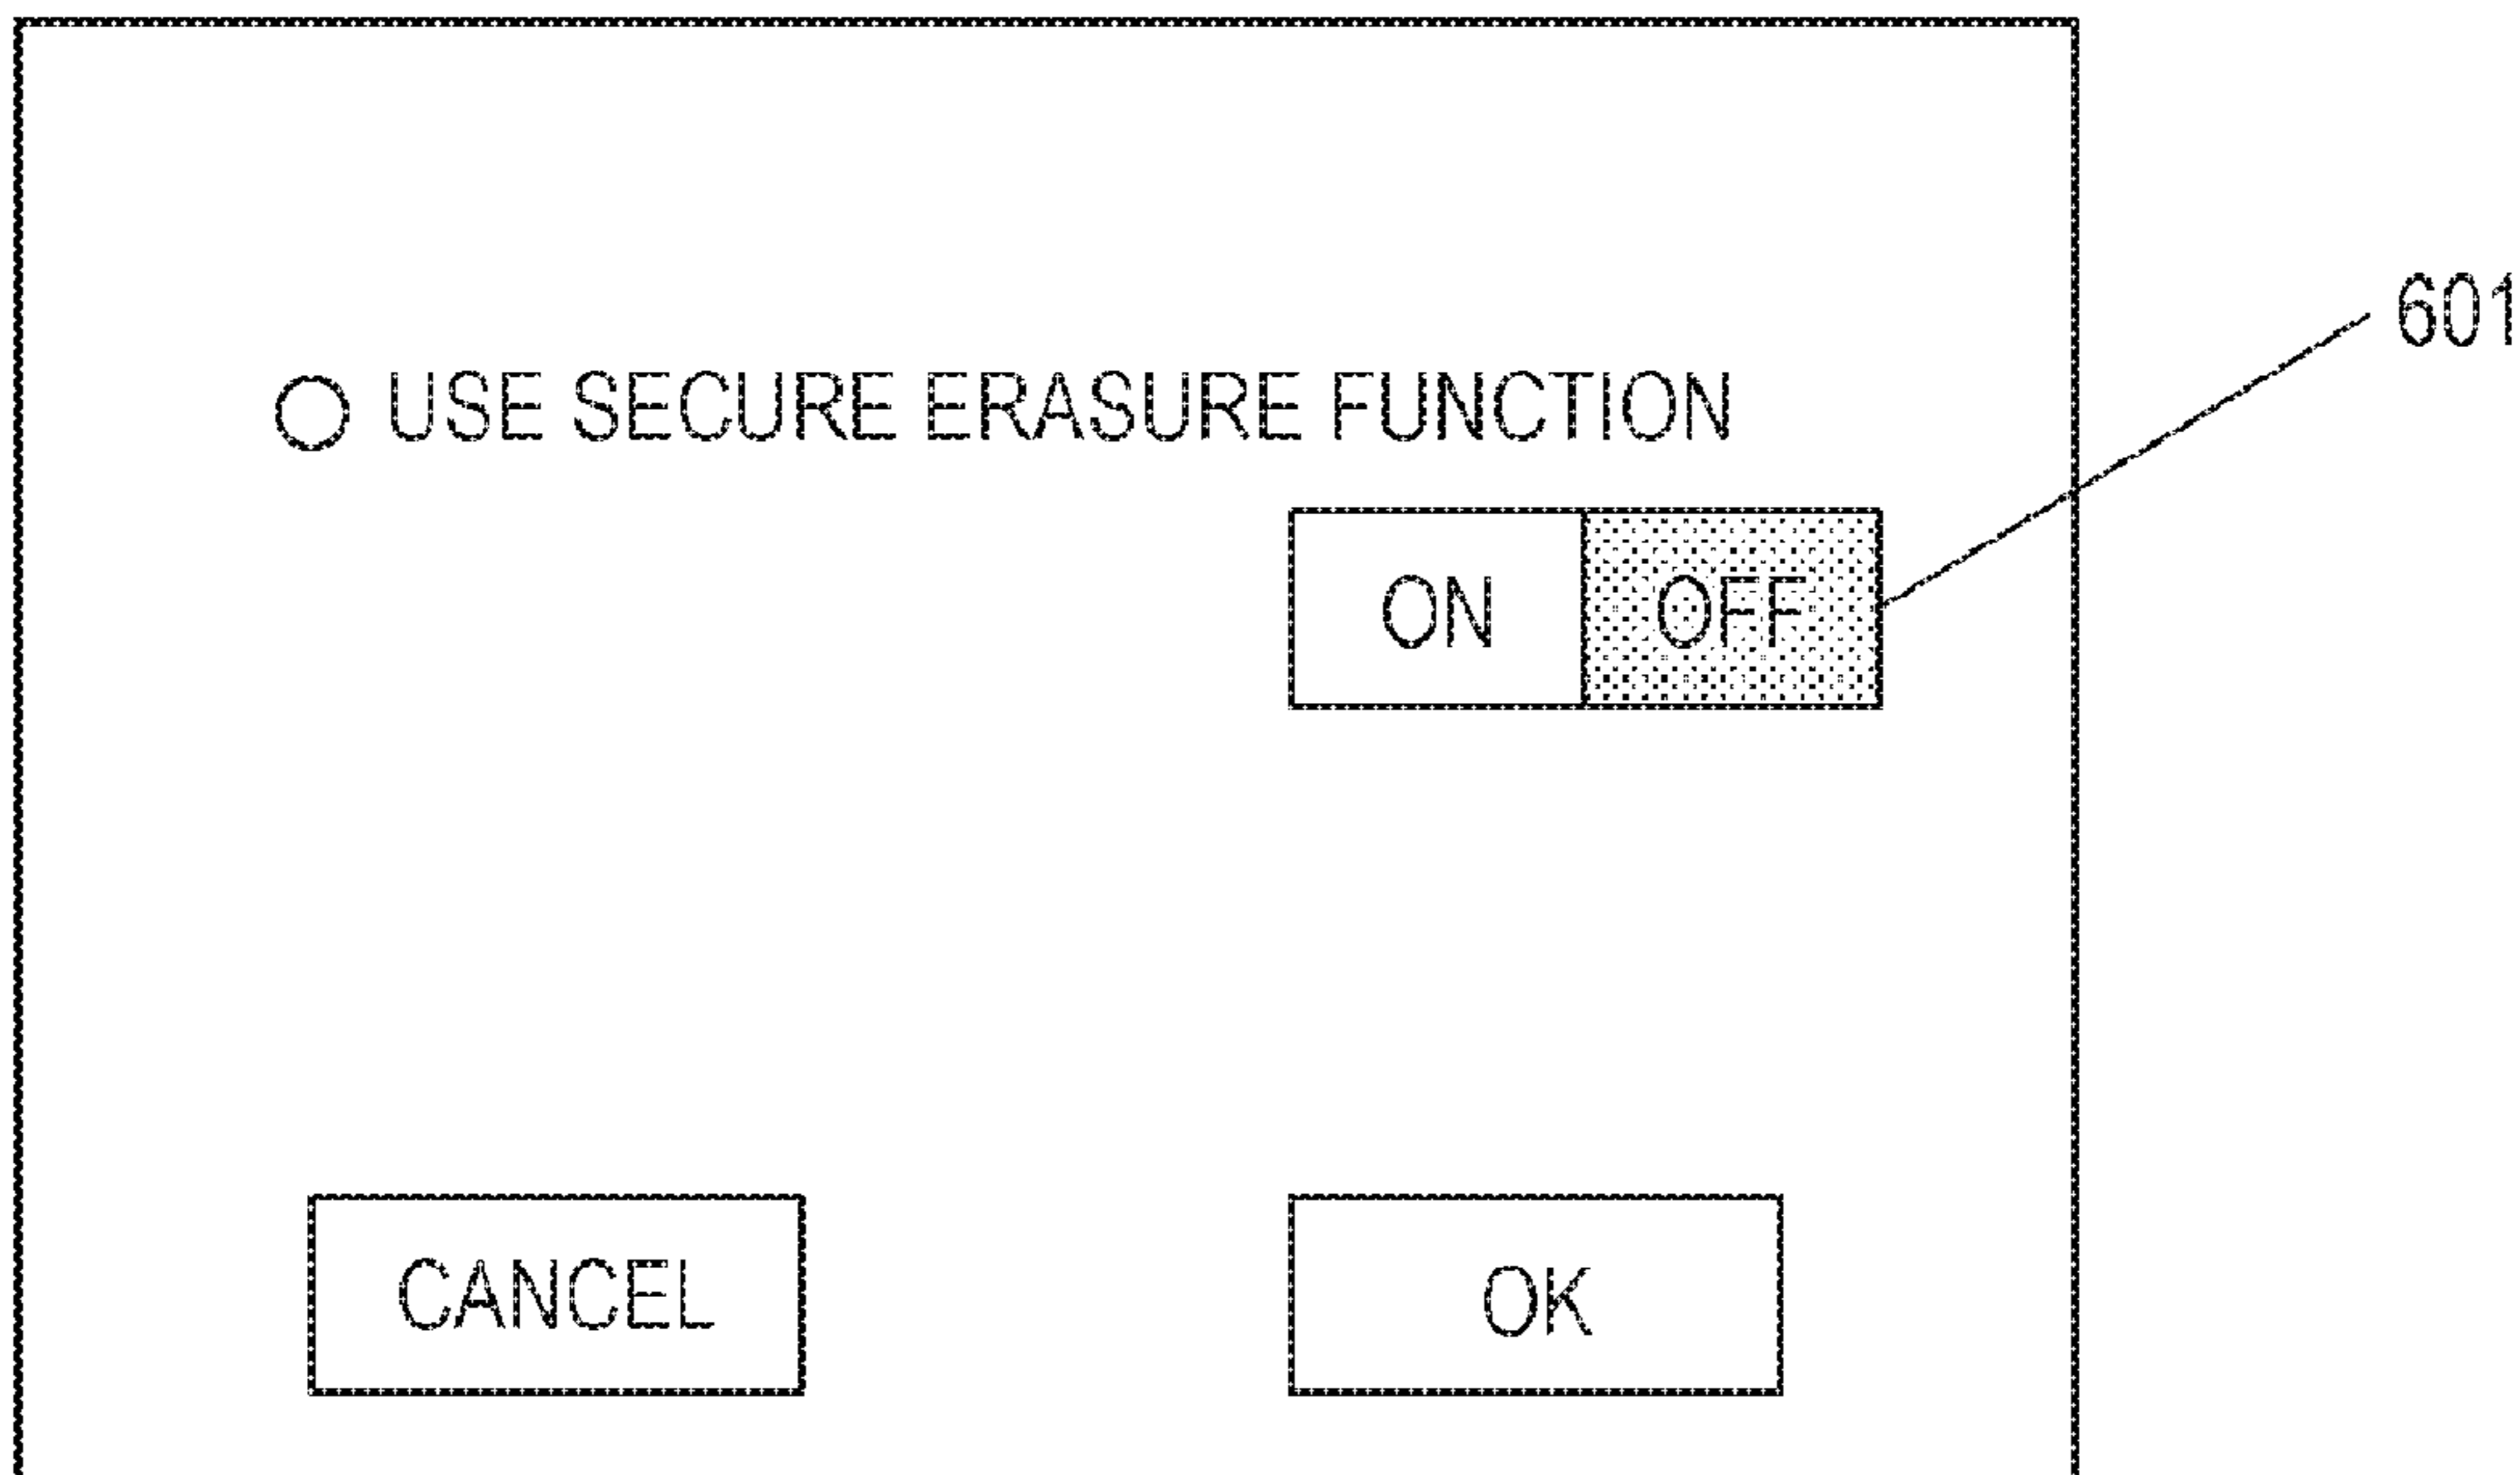 601
○ USE SECURE ERASURE FUNCTION
ON OFF
CANCEL OK